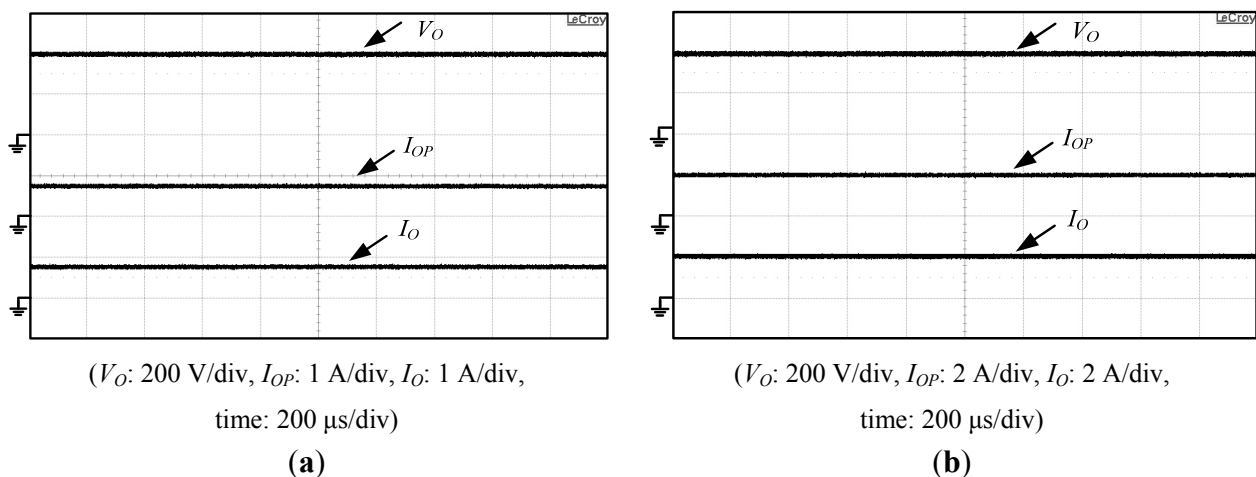 LeCroy
V_O
I_OP
I_O
(V_O: 200 V/div, I_OP: 1 A/div, I_O: 1 A/div,
time: 200 μs/div)
(a)
LeCroy
V_O
I_OP
I_O
(V_O: 200 V/div, I_OP: 2 A/div, I_O: 2 A/div,
time: 200 μs/div)
(b)